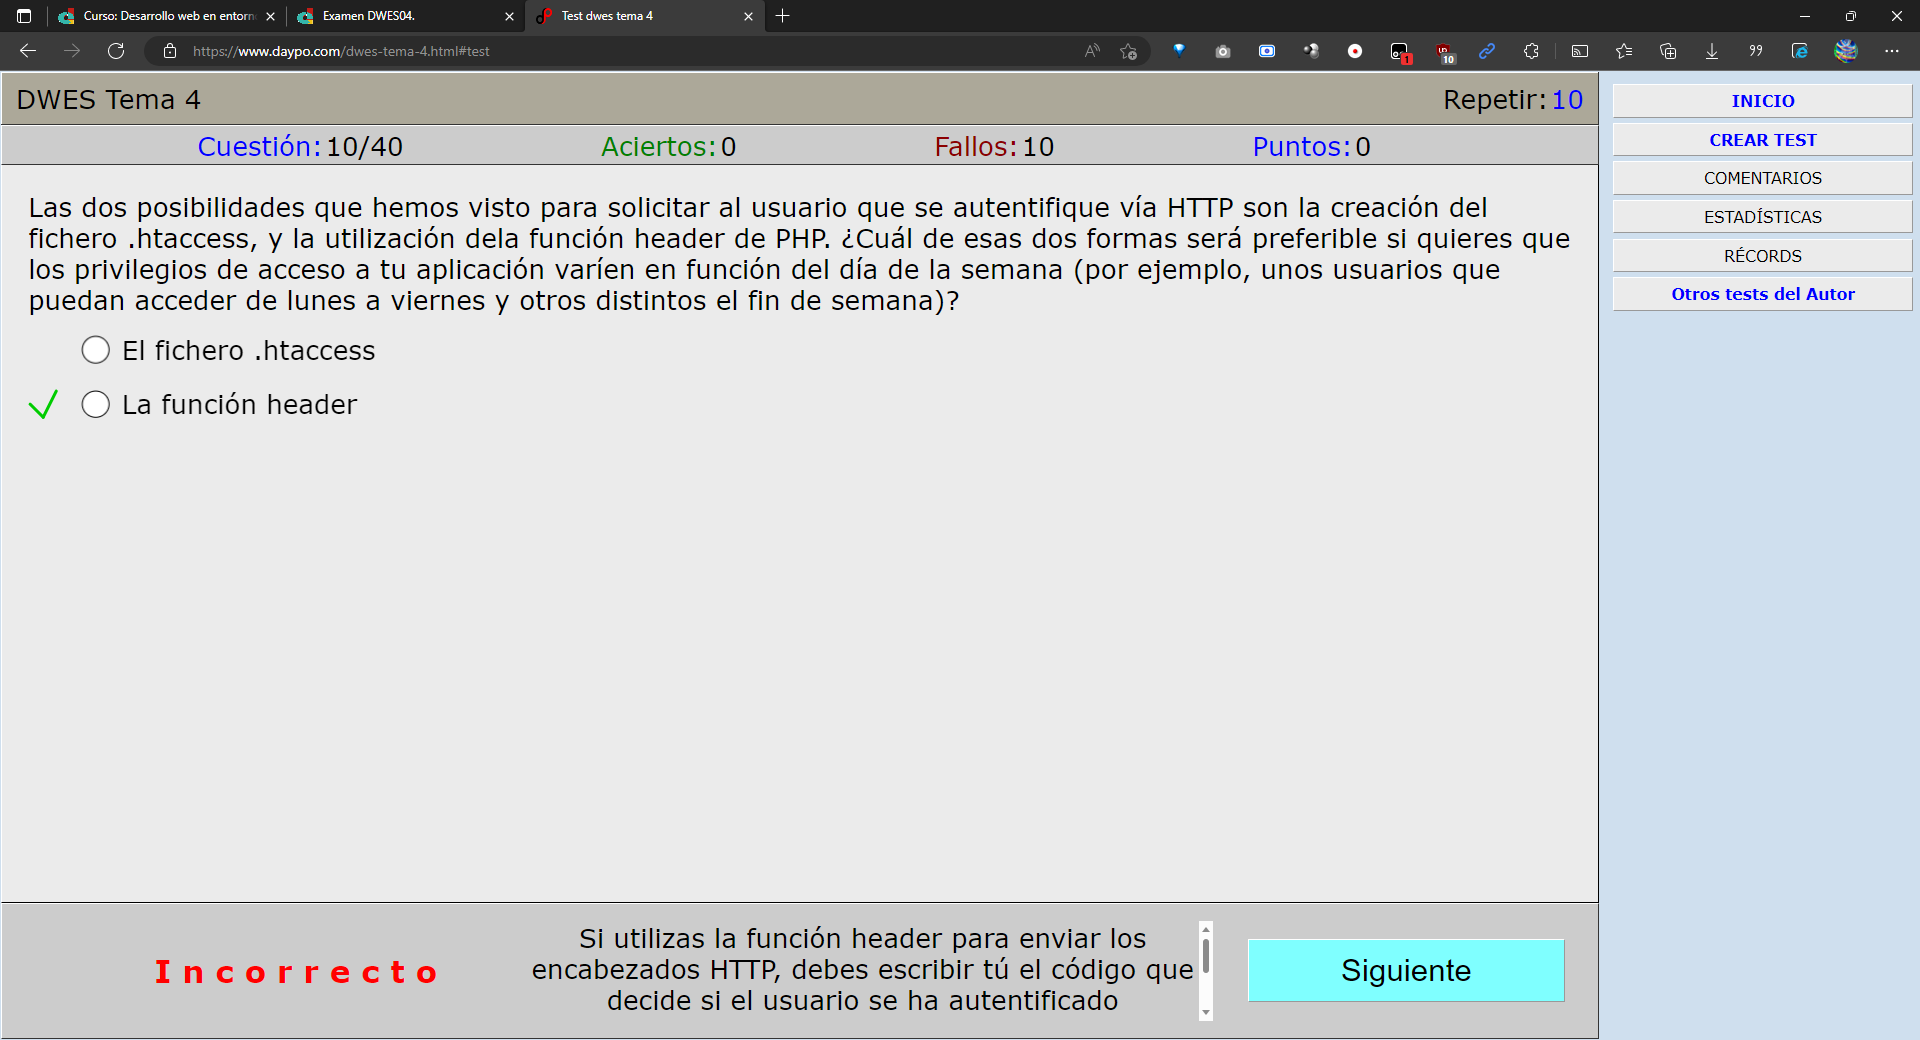 Curso: Desarrollo web en entorn
Examen DWES04.
Test dwes tema 4
https://www.daypo.com/dwes-tema-4.html#test
1
10
DWES Tema 4
Repetir: 10
Cuestión: 10/40
Aciertos: 0
Fallos: 10
Puntos: 0
Las dos posibilidades que hemos visto para solicitar al usuario que se autentifique vía HTTP son la creación del
fichero .htaccess, y la utilización dela función header de PHP. ¿Cuál de esas dos formas será preferible si quieres que
los privilegios de acceso a tu aplicación varíen en función del día de la semana (por ejemplo, unos usuarios que
puedan acceder de lunes a viernes y otros distintos el fin de semana)?
El fichero .htaccess
La función header
Incorrecto
Si utilizas la función header para enviar los
encabezados HTTP, debes escribir tú el código que
decide si el usuario se ha autentificado
Siguiente
INICIO
CREAR TEST
COMENTARIOS
ESTADÍSTICAS
RÉCORDS
Otros tests del Autor